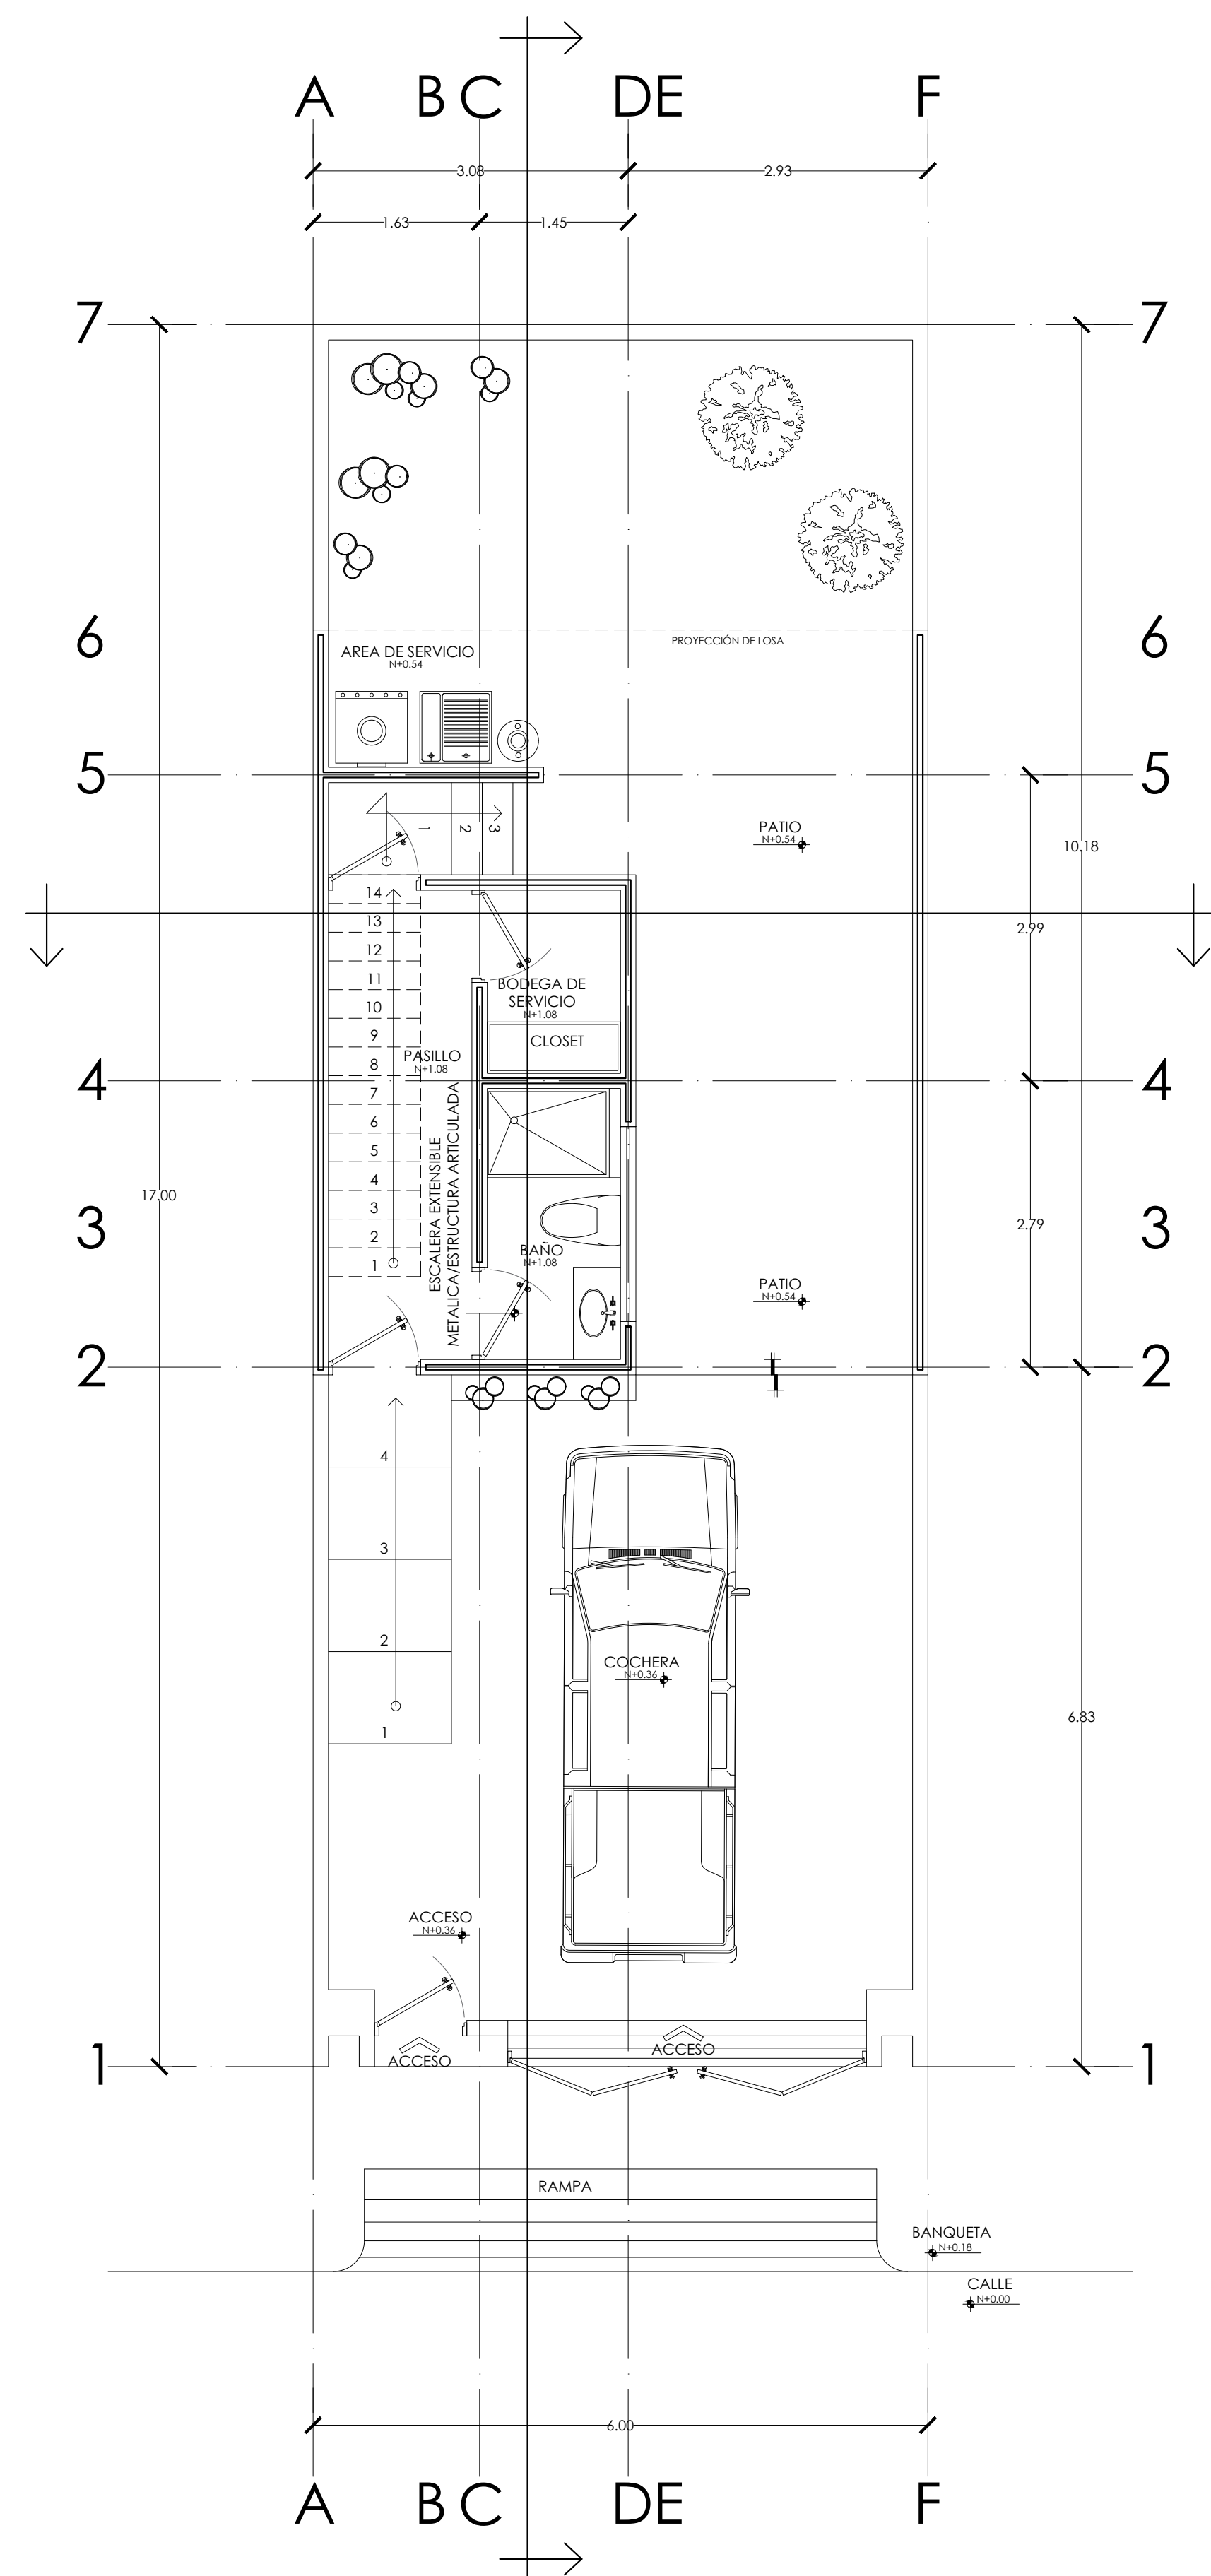 A B C D E F
3.08 2.93
1.63 1.45
7 7
6 6
PROYECCIÓN DE LOSA
AREA DE SERVICIO
N+0.54
5 5
1 2 3
PATIO
N+0.54
10.18
14
13
12
11
10
9
8
7
6
5
4
3
2
1
2.99
BODEGA DE
SERVICIO
N+1.08
CLOSET
PASILLO
N+1.08
4 4
ESCALERA EXTENSIBLE
METALICA/ESTRUCTURA ARTICULADA
17.00
3 3
2.79
BAÑO
N+1.08
PATIO
N+0.54
2 2
4
3
2
1
COCHERA
N+0.36
6.83
ACCESO
N+0.36
1 1
ACCESO
ACCESO
RAMPA
BANQUETA
N+0.18
CALLE
N+0.00
6.00
A B C D E F